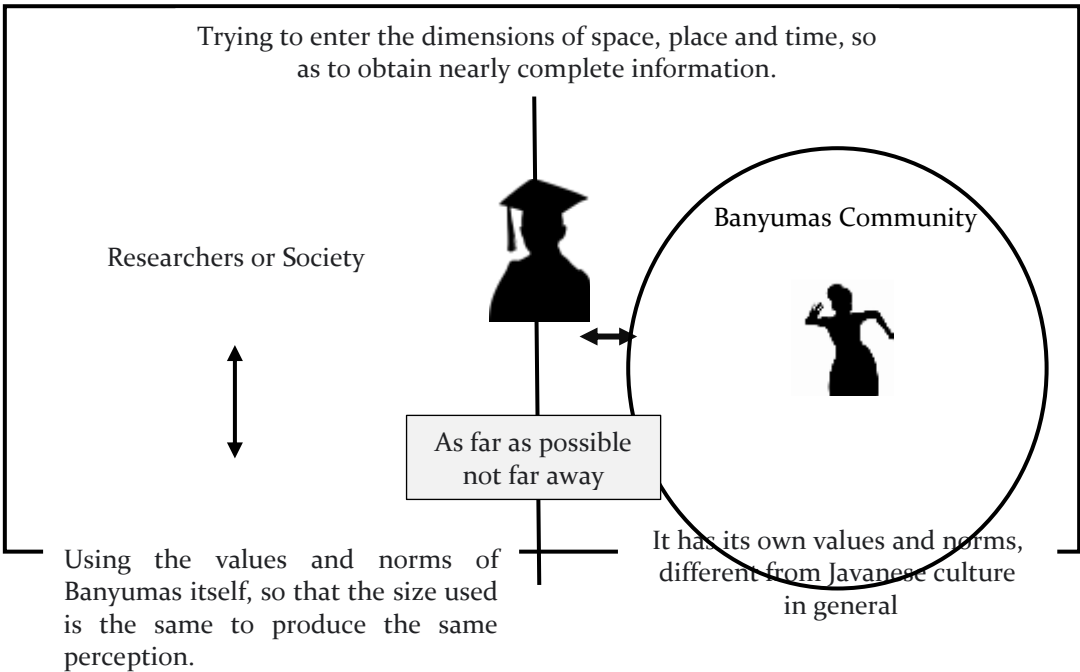 Trying to enter the dimensions of space, place and time, so
as to obtain nearly complete information.
Banyumas Community
Researchers or Society
As far as possible
not far away
Using the values and norms of
Banyumas itself, so that the size used
is the same to produce the same
perception.
It has its own values and norms,
different from Javanese culture
in general